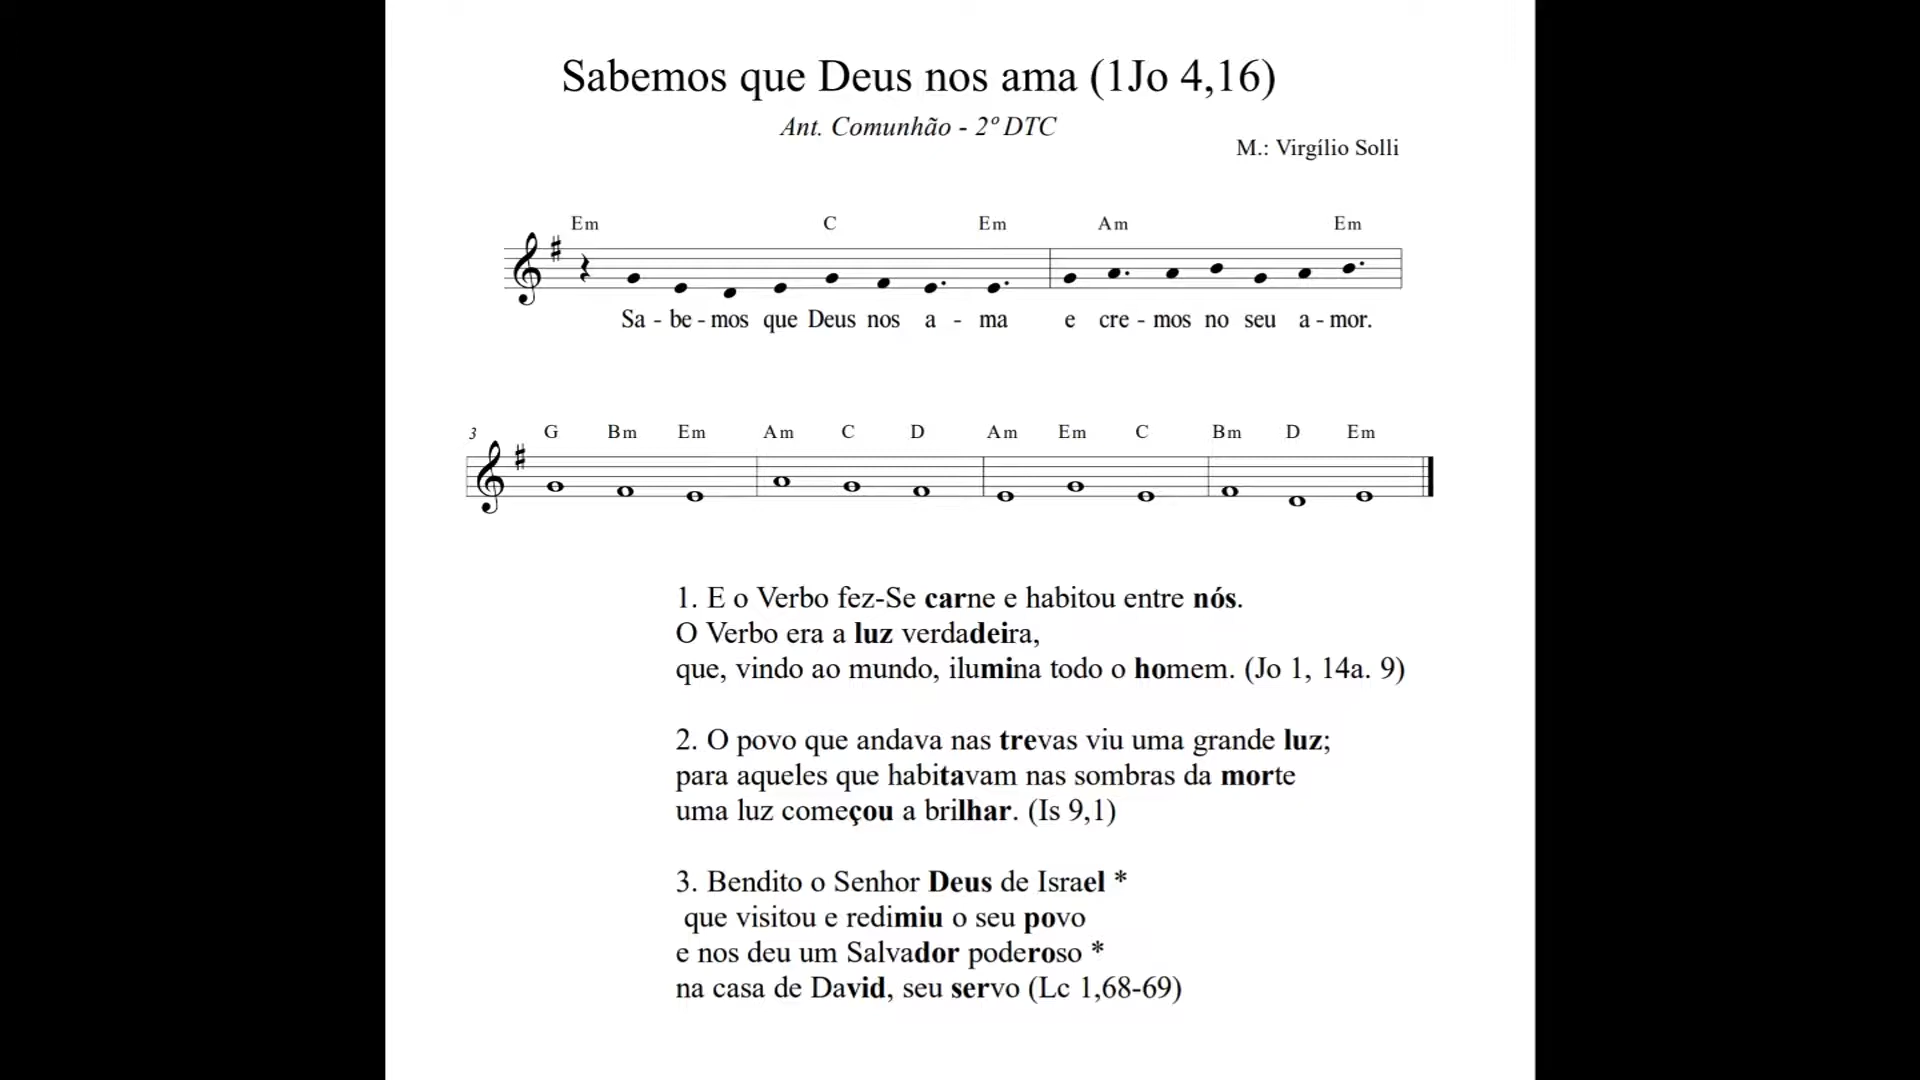 Sabemos que Deus nos ama (1Jo 4,16)
Ant. Comunhão - 2º DTC
M.: Virgílio Solli
Em C Em Am Em
Sa - be - mos que Deus nos a - ma e cre - mos no seu a - mor.
3 G Bm Em Am C D Am Em C Bm D Em
1. E o Verbo fez-Se carne e habitou entre nós.
O Verbo era a luz verdadeira,
que, vindo ao mundo, ilumina todo o homem. (Jo 1, 14a. 9)
2. O povo que andava nas trevas viu uma grande luz;
para aqueles que habitavam nas sombras da morte
uma luz começou a brilhar. (Is 9,1)
3. Bendito o Senhor Deus de Israel *
que visitou e redimiu o seu povo
e nos deu um Salvador poderoso *
na casa de David, seu servo (Lc 1,68-69)